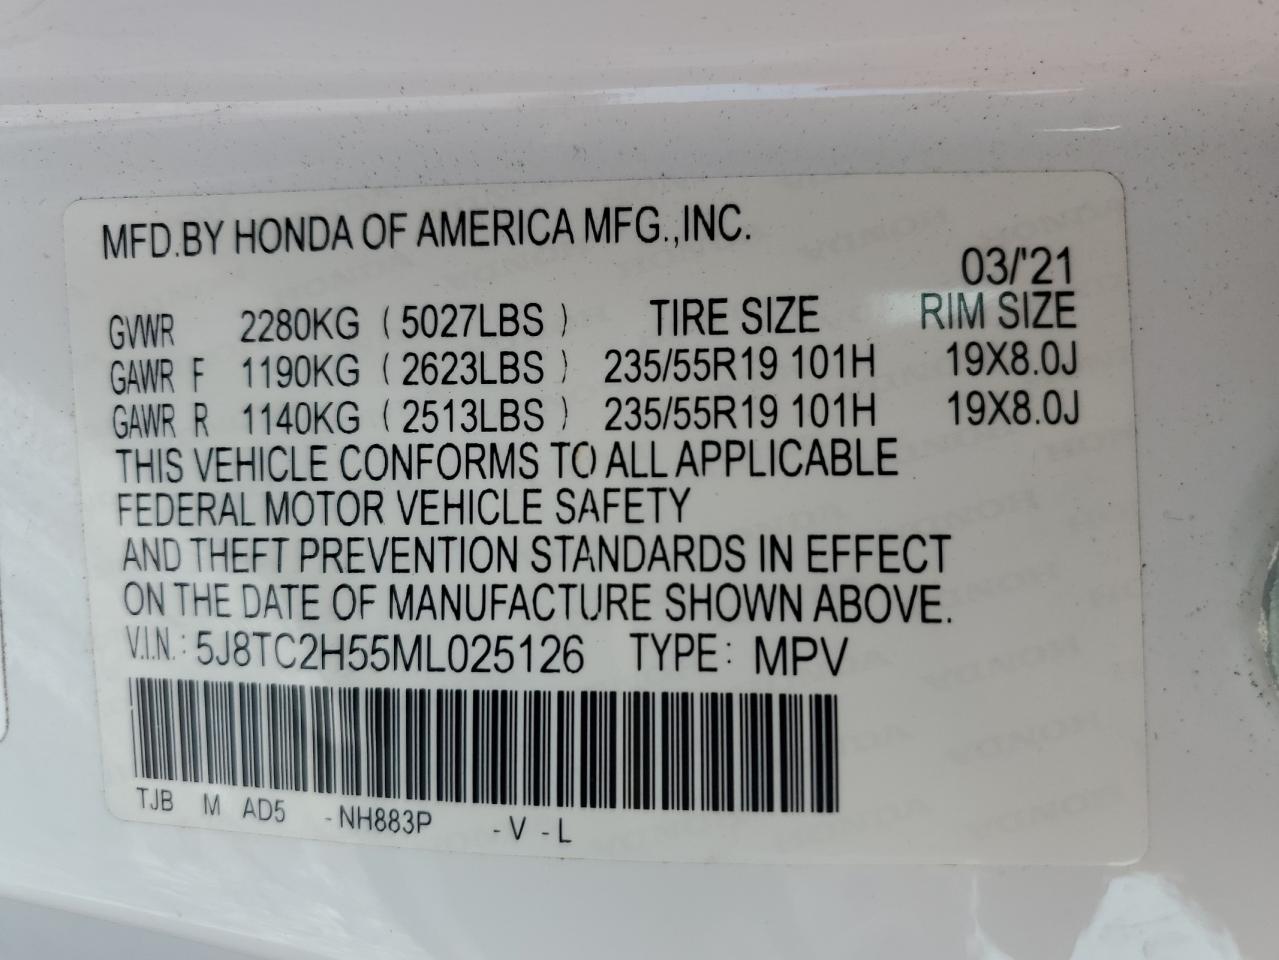 MFD.BY HONDA OF AMERICA MFG.,INC.
03/'21
GVWR 2280KG ( 5027LBS ) TIRE SIZE RIM SIZE
GAWR F 1190KG ( 2623LBS ) 235/55R19 101H 19X8.0J
GAWR R 1140KG ( 2513LBS ) 235/55R19 101H 19X8.0J
THIS VEHICLE CONFORMS TO ALL APPLICABLE
FEDERAL MOTOR VEHICLE SAFETY
AND THEFT PREVENTION STANDARDS IN EFFECT
ON THE DATE OF MANUFACTURE SHOWN ABOVE.
V.I.N.: 5J8TC2H55ML025126 TYPE: MPV
TJB M AD5 -NH883P -V -L